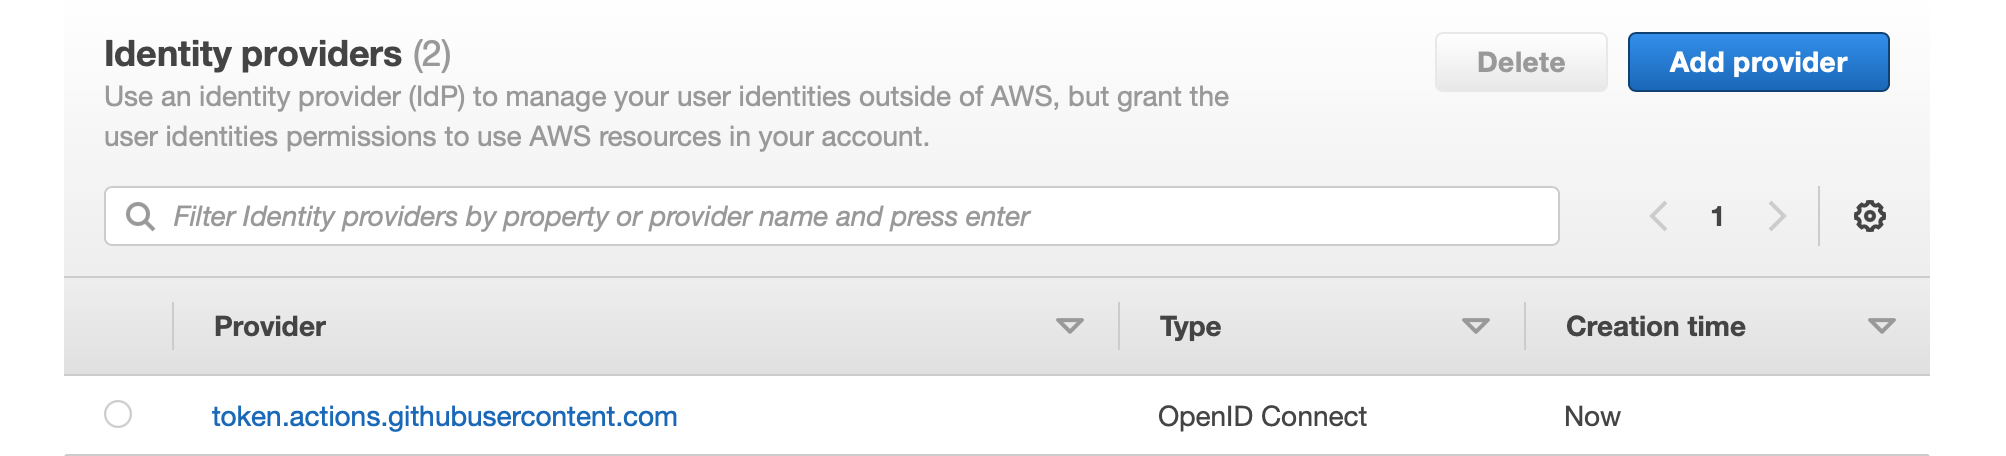 Identity providers (2)
Delete
Add provider
Use an identity provider (IdP) to manage your user identities outside of AWS, but grant the
user identities permissions to use AWS resources in your account.
Filter Identity providers by property or provider name and press enter
1
Provider
Type
Creation time
token.actions.githubusercontent.com
OpenID Connect
Now